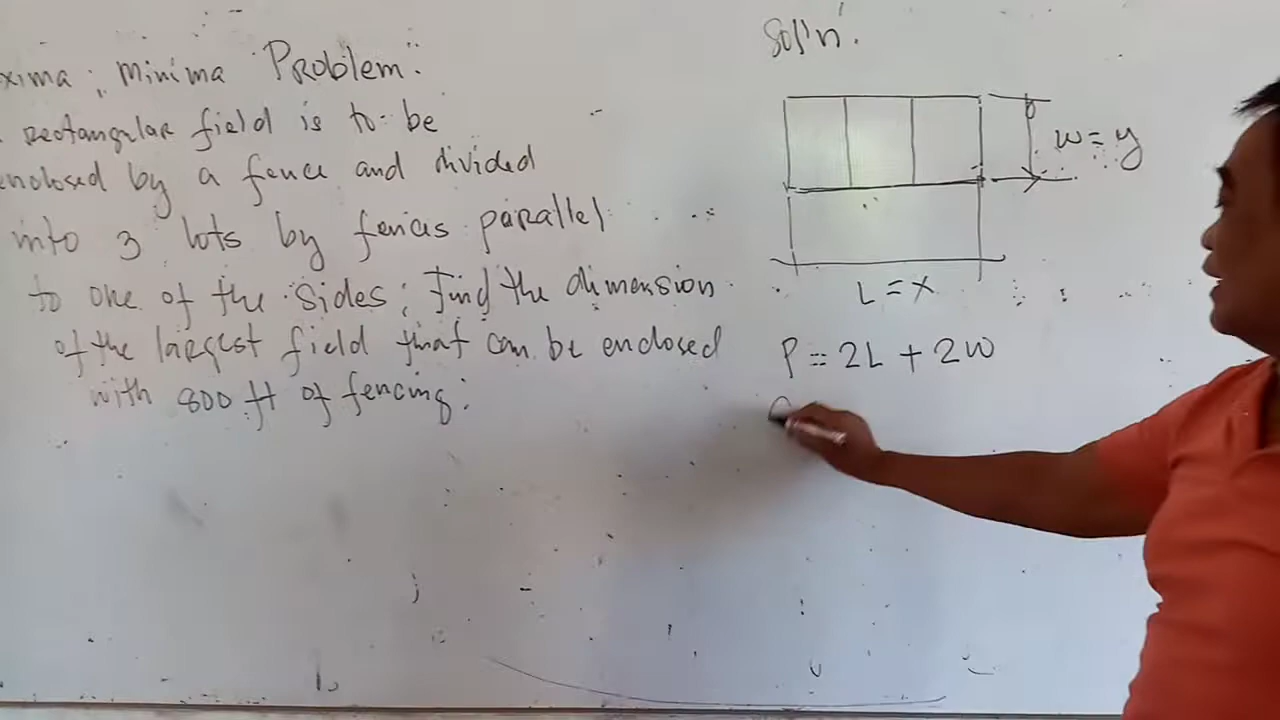 xima ; minima Problem :
rectangular field is to be
enclosed by a fence and divided
into 3 lots by fences parallel
to one of the sides ; find the dimension
of the largest field that can be enclosed
with 800 ft of fencing :
Sol'n :
w = y
L = x
P = 2L + 2w